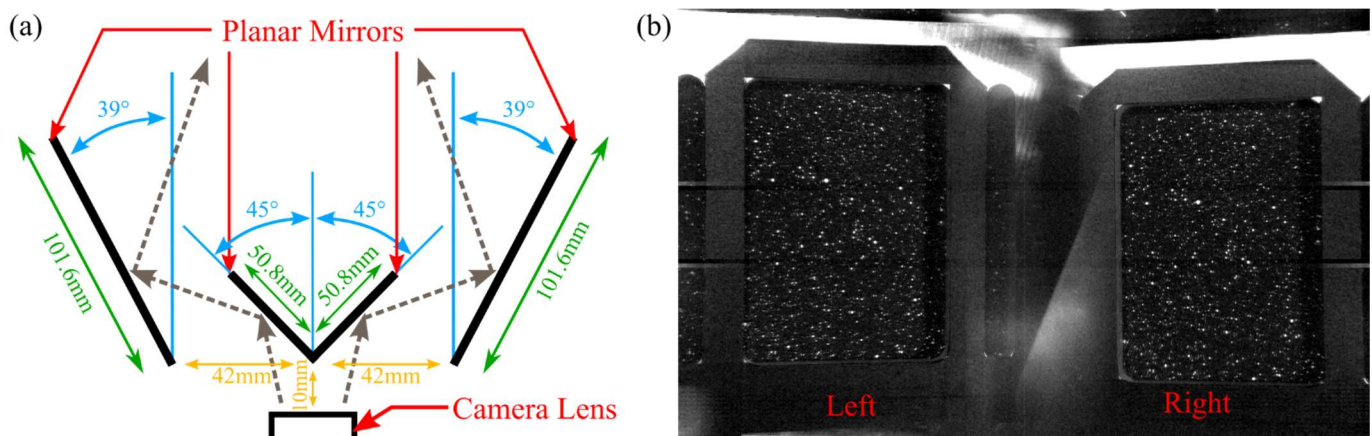 (a)
Planar Mirrors
39°
39°
45°
45°
50.8mm
50.8mm
101.6mm
101.6mm
42mm
42mm
10mm
Camera Lens
(b)
Left
Right